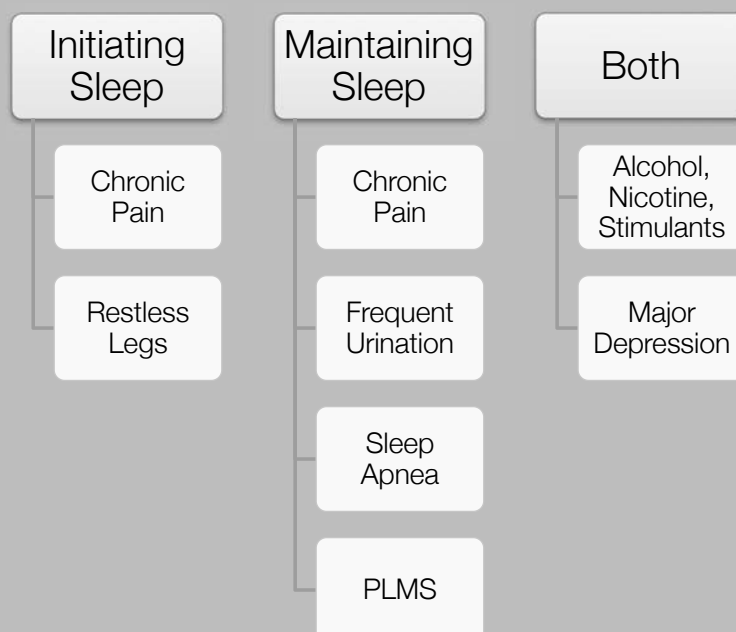 Initiating
Sleep
Chronic
Pain
Restless
Legs
Maintaining
Sleep
Chronic
Pain
Frequent
Urination
Sleep
Apnea
PLMS
Both
Alcohol,
Nicotine,
Stimulants
Major
Depression